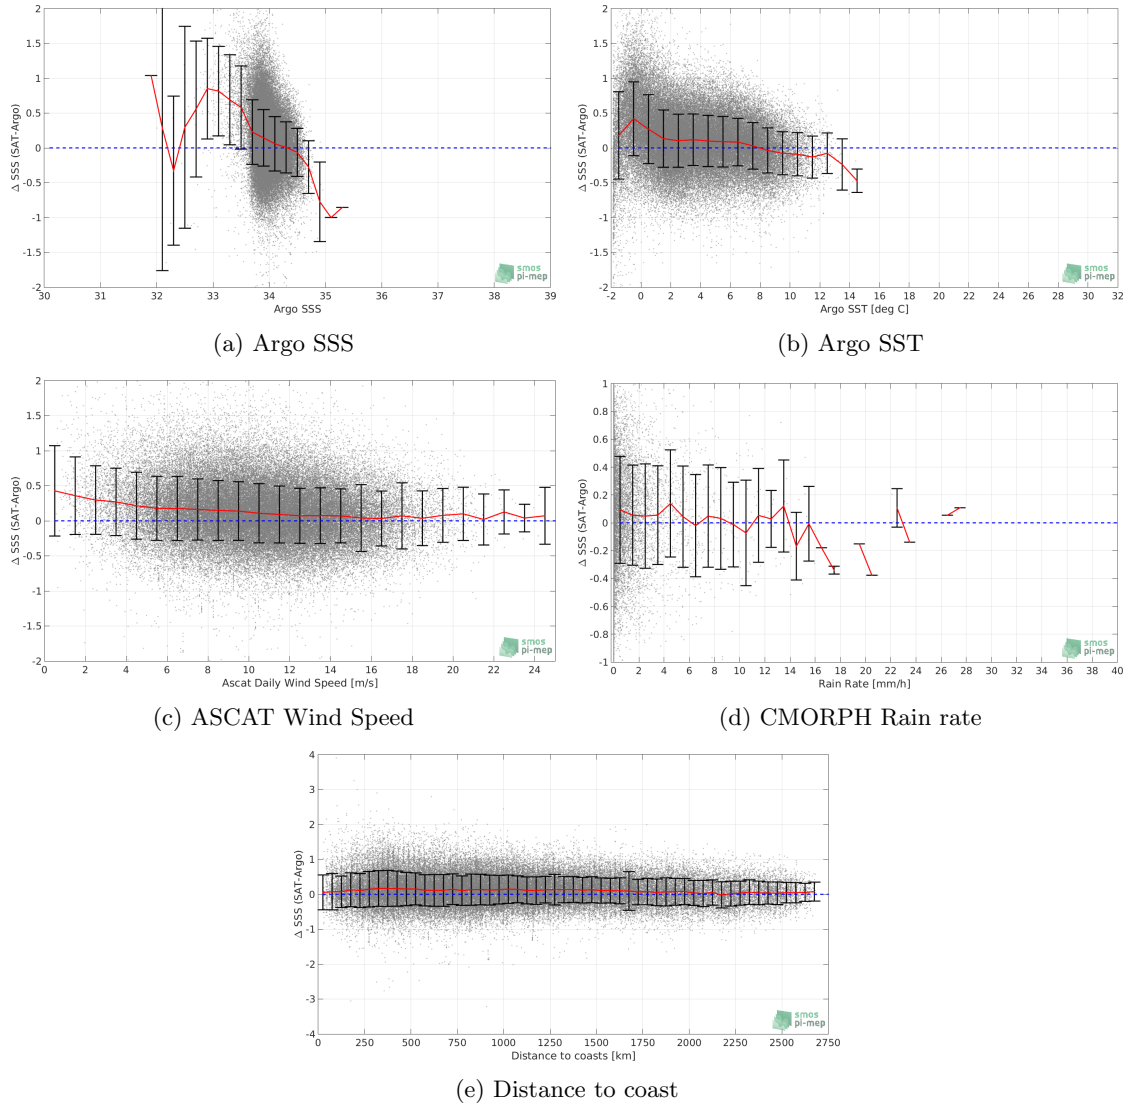 2
1.5
1
0.5
0
-0.5
-1
-1.5
-2
Δ SSS (SAT-Argo)
30 31 32 33 34 35 36 37 38 39
Argo SSS
smos
pi-mep
(a) Argo SSS
2
1.5
1
0.5
0
-0.5
-1
-1.5
-2
Δ SSS (SAT-Argo)
-2 0 2 4 6 8 10 12 14 16 18 20 22 24 26 28 30 32
Argo SST [deg C]
smos
pi-mep
(b) Argo SST
2
1.5
1
0.5
0
-0.5
-1
-1.5
-2
Δ SSS (SAT-Argo)
0 2 4 6 8 10 12 14 16 18 20 22 24
Ascat Daily Wind Speed [m/s]
smos
pi-mep
(c) ASCAT Wind Speed
1
0.8
0.6
0.4
0.2
0
-0.2
-0.4
-0.6
-0.8
-1
Δ SSS (SAT-Argo)
0 2 4 6 8 10 12 14 16 18 20 22 24 26 28 30 32 34 36 38 40
Rain Rate [mm/h]
smos
pi-mep
(d) CMORPH Rain rate
4
3
2
1
0
-1
-2
-3
-4
Δ SSS (SAT-Argo)
0 250 500 750 1000 1250 1500 1750 2000 2250 2500 2750
Distance to coasts [km]
smos
pi-mep
(e) Distance to coast